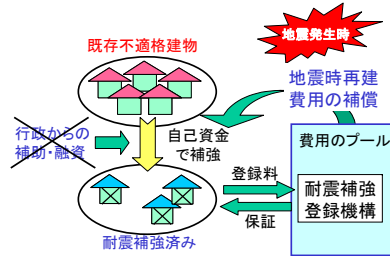 地震発生時
既存不適格建物
地震時再建
費用の補償
行政からの
補助・融資
自己資金
で補強
費用のプール
登録料
耐震補強
登録機構
保証
耐震補強済み